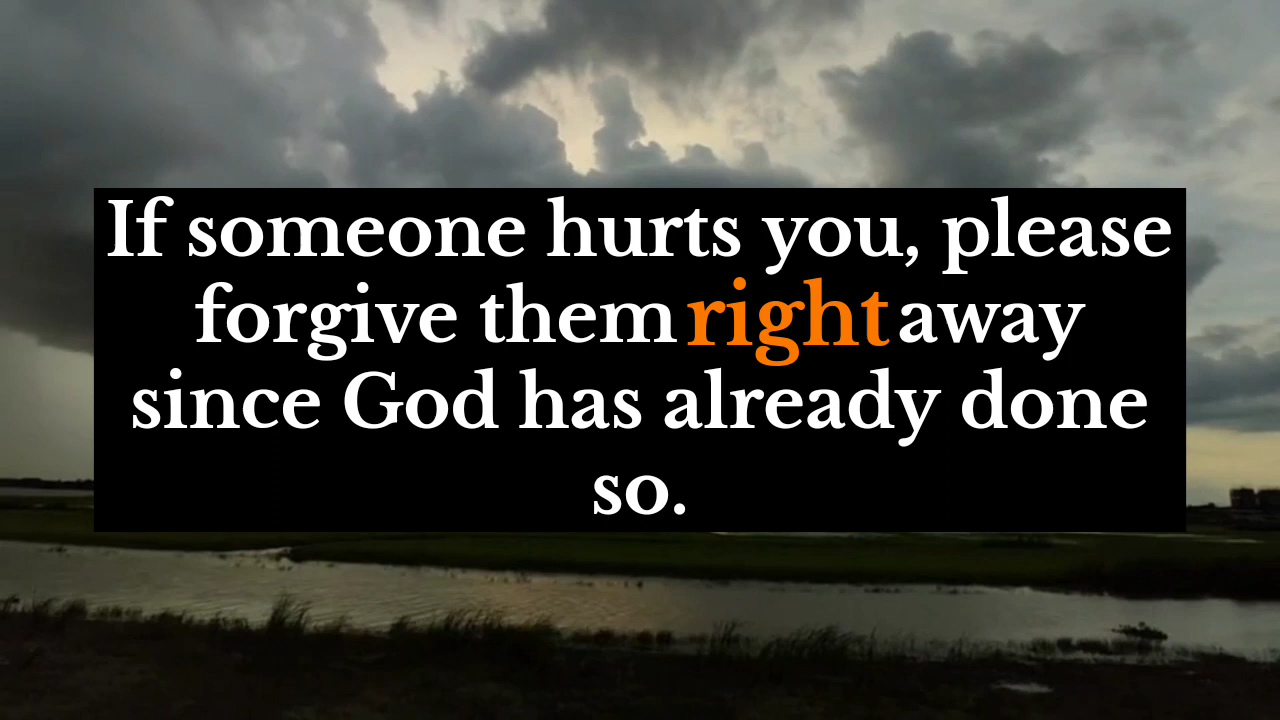 If someone hurts you, please
forgive them right away
since God has already done
so.